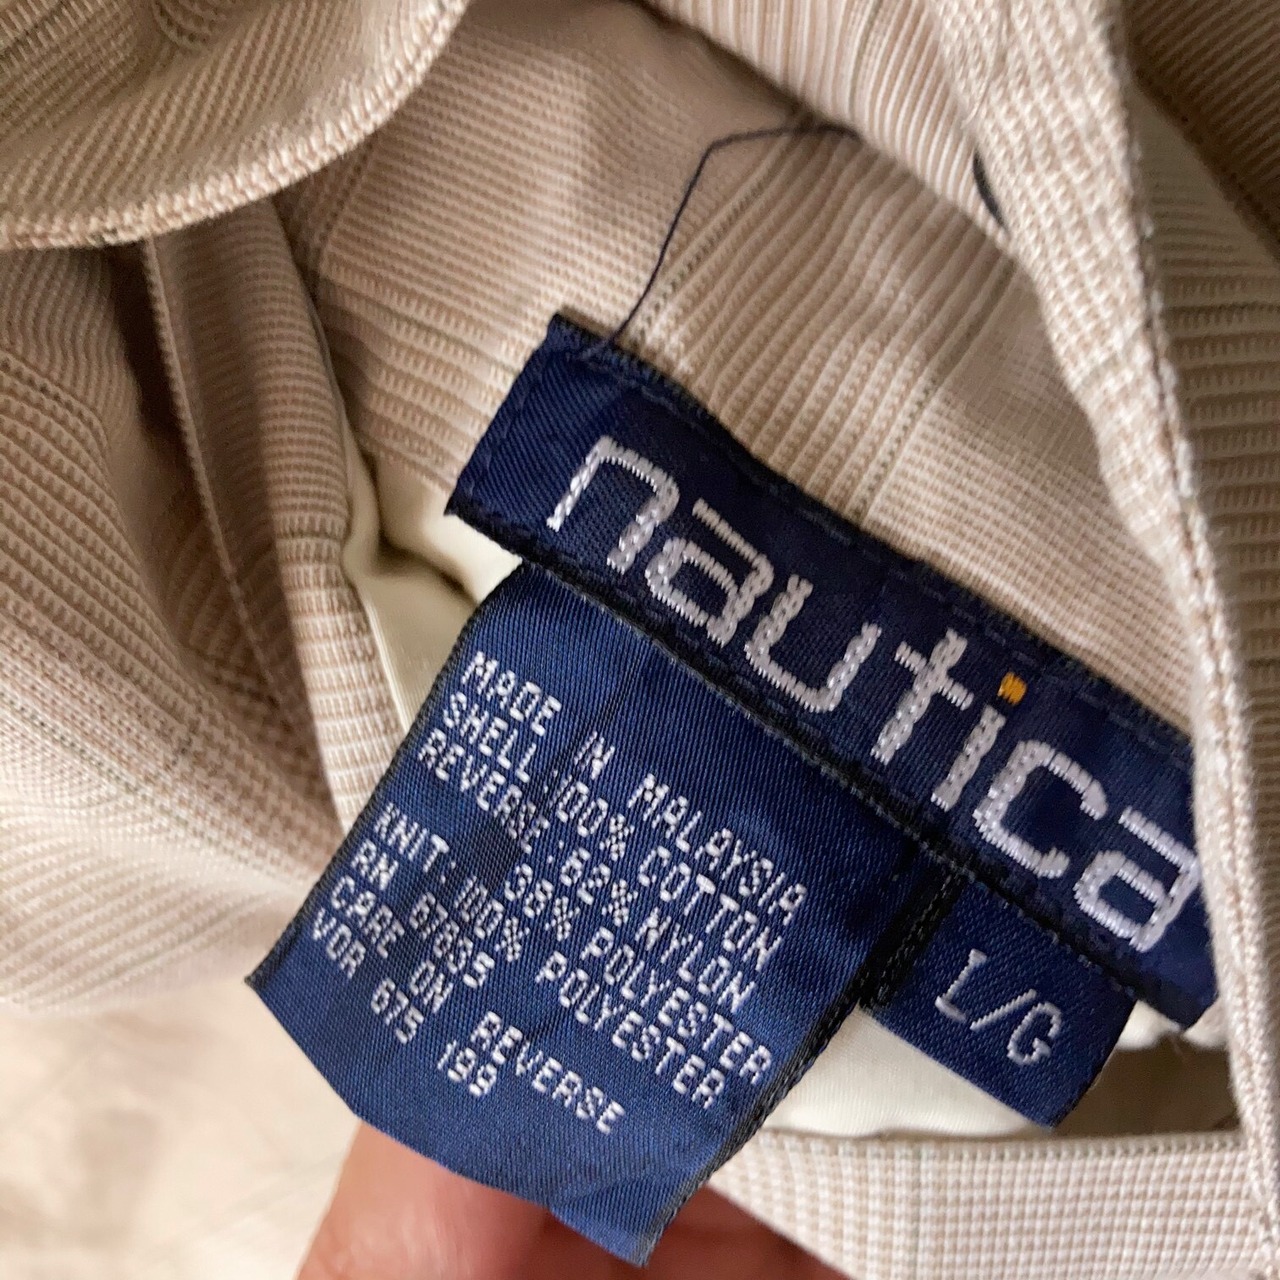 nautica
L/G
MADE IN MALAYSIA
SHELL 100% COTTON
REVERSE: 62% NYLON
38% POLYESTER
KNIT: 100% POLYESTER
RN 67835
CARE ON REVERSE
VOR 675 199